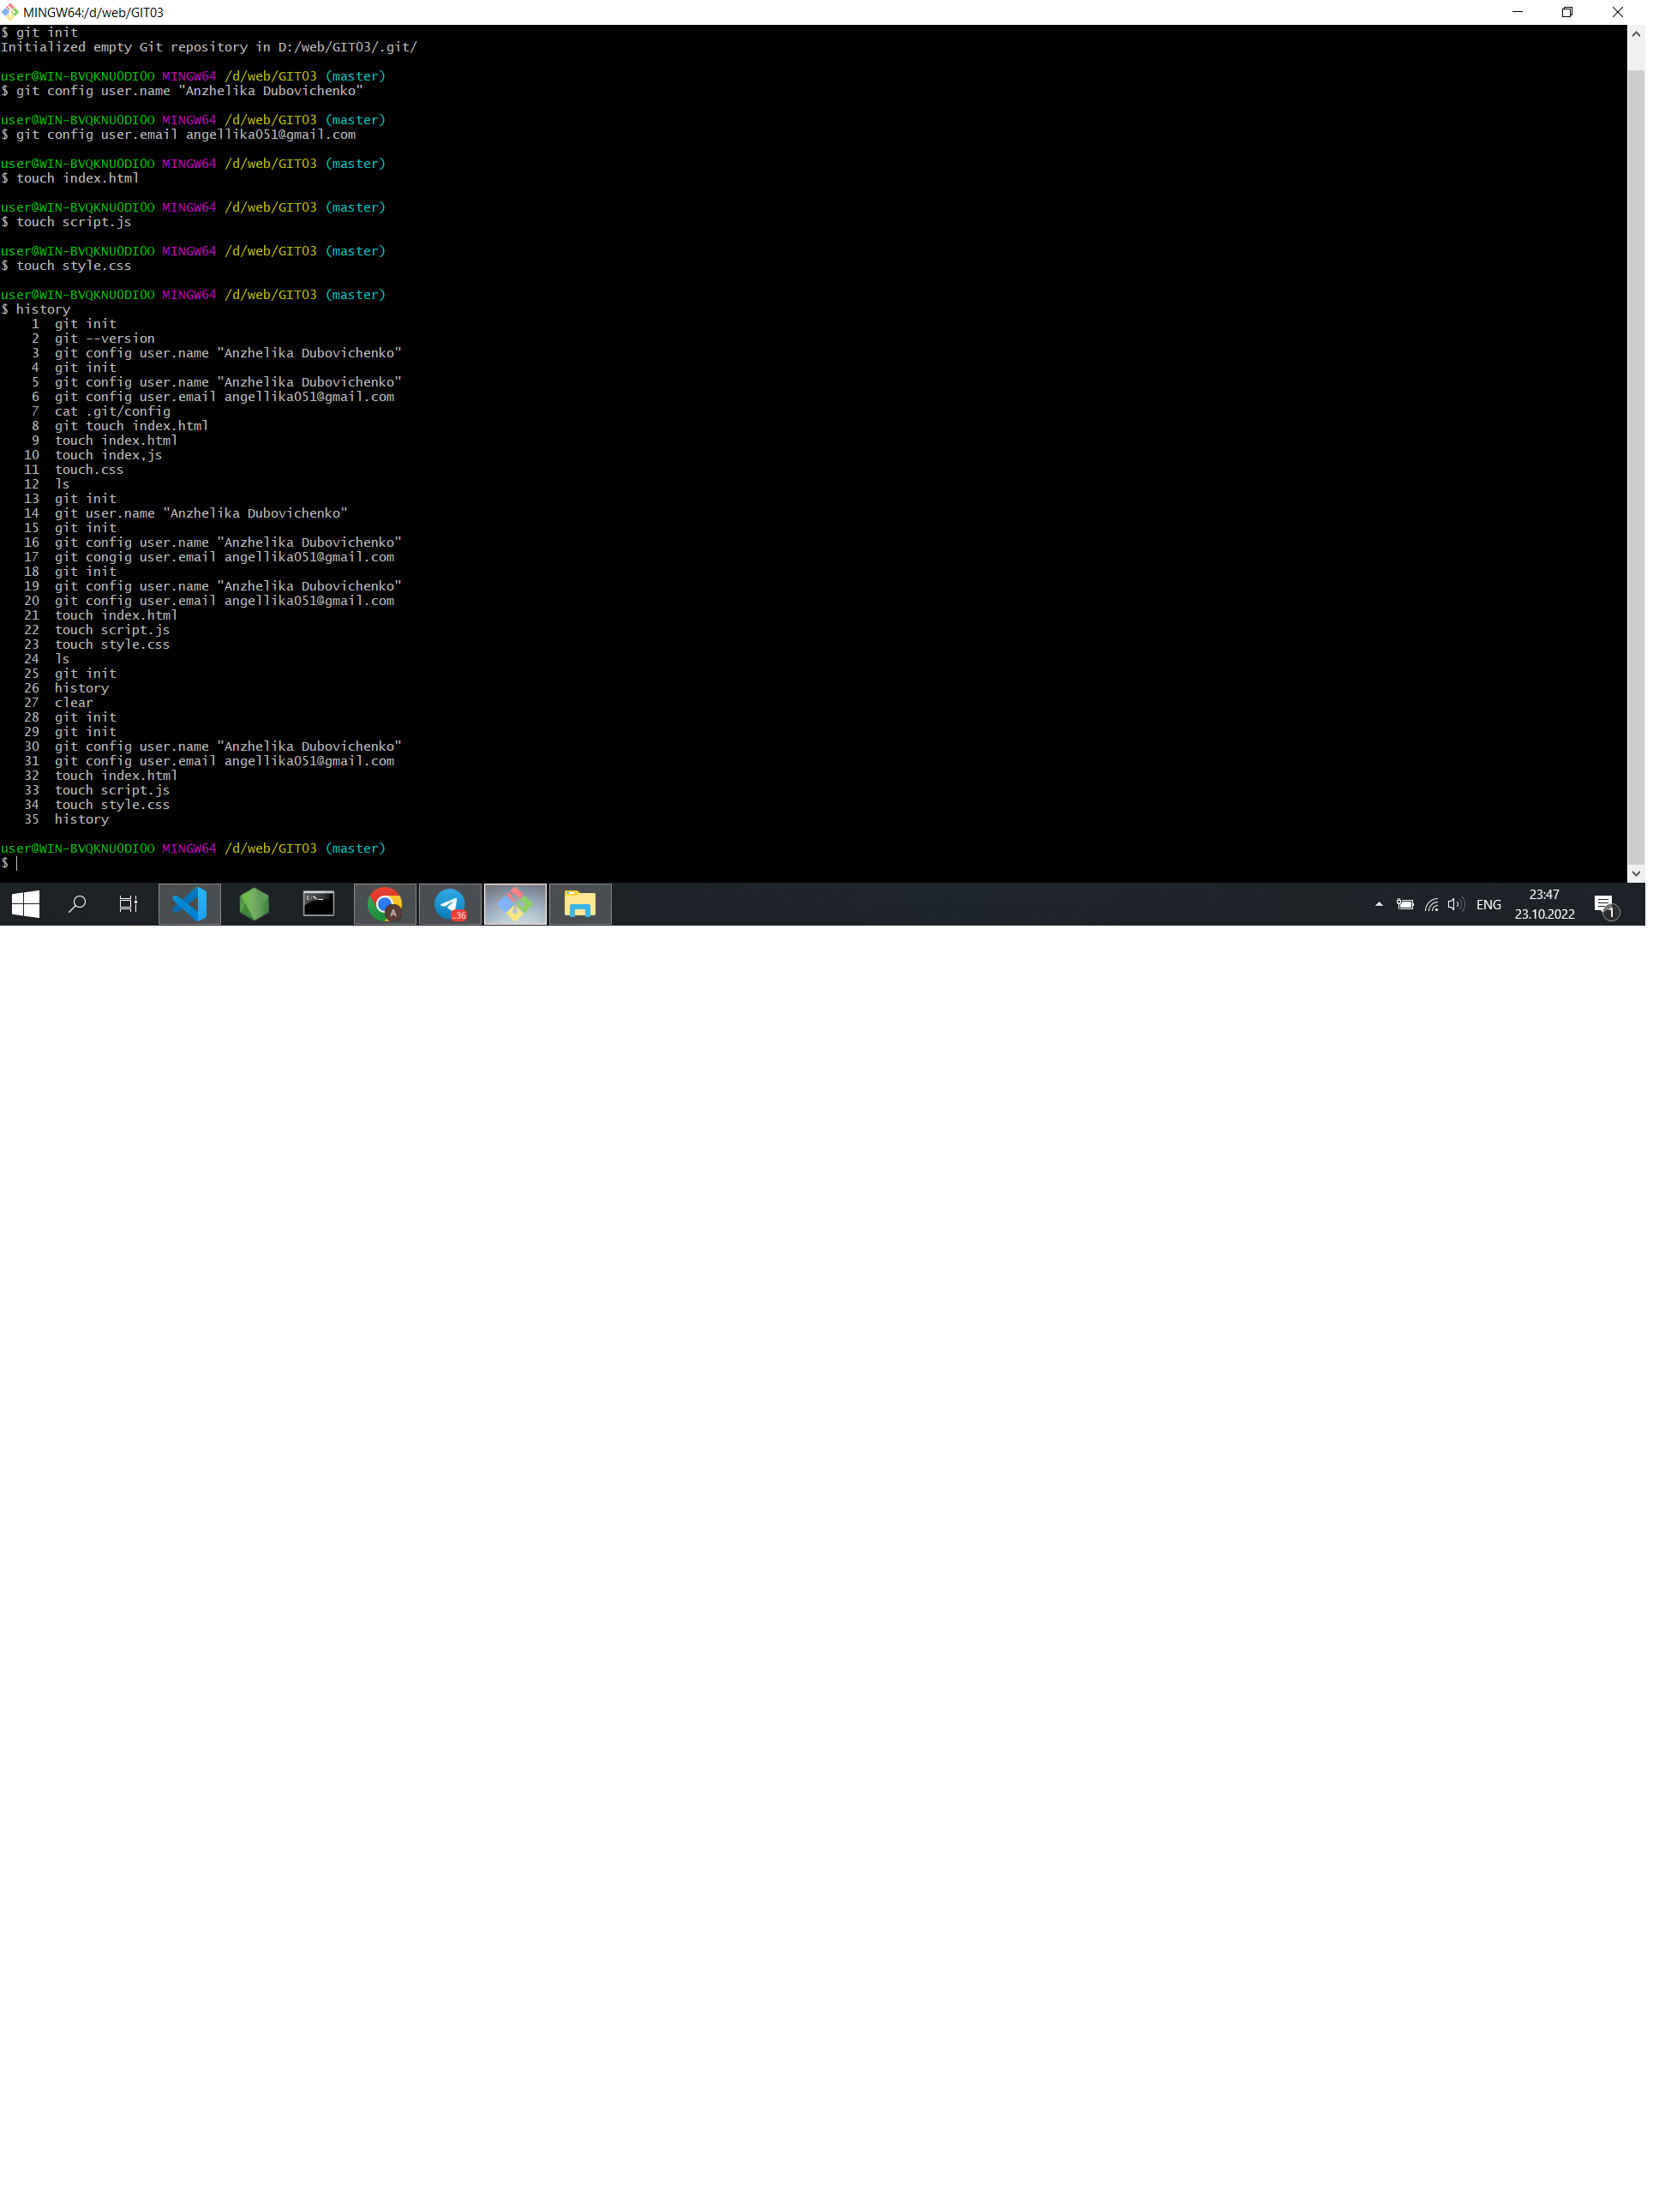 MINGW64:/d/web/GIT03
$ git init
Initialized empty Git repository in D:/web/GIT03/.git/
user@WIN-BVQKNU0DI0O MINGW64 /d/web/GIT03 (master)
$ git config user.name "Anzhelika Dubovichenko"
user@WIN-BVQKNU0DI0O MINGW64 /d/web/GIT03 (master)
$ git config user.email angellika051@gmail.com
user@WIN-BVQKNU0DI0O MINGW64 /d/web/GIT03 (master)
$ touch index.html
user@WIN-BVQKNU0DI0O MINGW64 /d/web/GIT03 (master)
$ touch script.js
user@WIN-BVQKNU0DI0O MINGW64 /d/web/GIT03 (master)
$ touch style.css
user@WIN-BVQKNU0DI0O MINGW64 /d/web/GIT03 (master)
$ history
1 git init
2 git --version
3 git config user.name "Anzhelika Dubovichenko"
4 git init
5 git config user.name "Anzhelika Dubovichenko"
6 git config user.email angellika051@gmail.com
7 cat .git/config
8 git touch index.html
9 touch index.html
10 touch index,js
11 touch.css
12 ls
13 git init
14 git user.name "Anzhelika Dubovichenko"
15 git init
16 git config user.name "Anzhelika Dubovichenko"
17 git congig user.email angellika051@gmail.com
18 git init
19 git config user.name "Anzhelika Dubovichenko"
20 git config user.email angellika051@gmail.com
21 touch index.html
22 touch script.js
23 touch style.css
24 ls
25 git init
26 history
27 clear
28 git init
29 git init
30 git config user.name "Anzhelika Dubovichenko"
31 git config user.email angellika051@gmail.com
32 touch index.html
33 touch script.js
34 touch style.css
35 history
user@WIN-BVQKNU0DI0O MINGW64 /d/web/GIT03 (master)
$
A
..36
ENG
23:47
23.10.2022
1